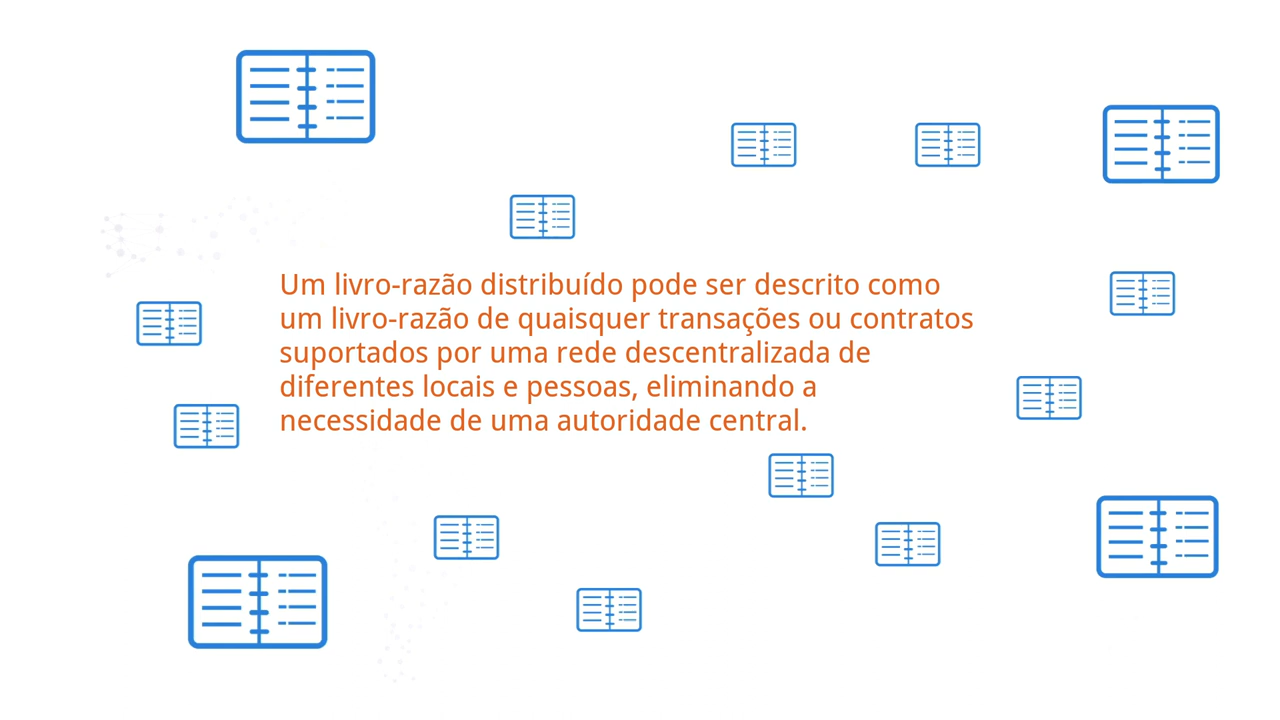 Um livro-razão distribuído pode ser descrito como
um livro-razão de quaisquer transações ou contratos
suportados por uma rede descentralizada de
diferentes locais e pessoas, eliminando a
necessidade de uma autoridade central.